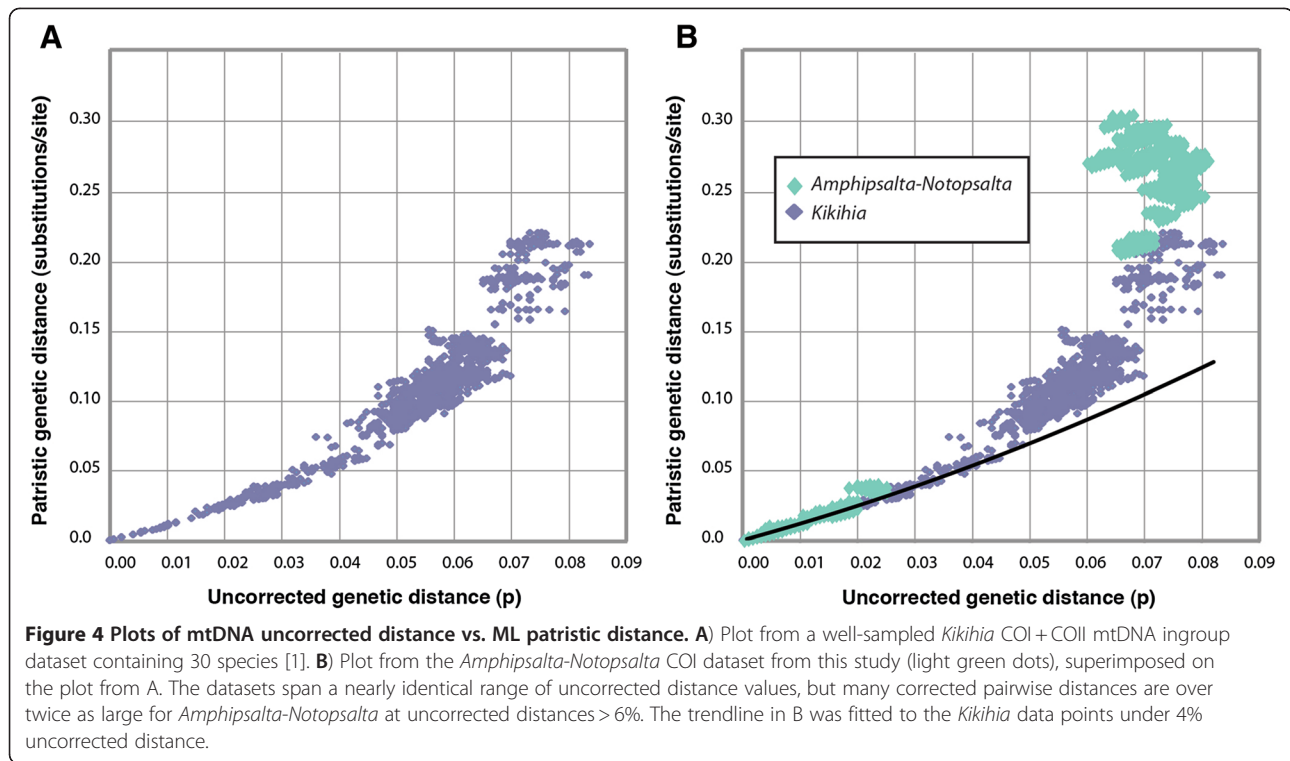 A
B
Patristic genetic distance (substitutions/site)
0.30
0.25
0.20
0.15
0.10
0.05
0.0
0.00 0.01 0.02 0.03 0.04 0.05 0.06 0.07 0.08 0.09
Uncorrected genetic distance (p)
Patristic genetic distance (substitutions/site)
0.30
0.25
0.20
0.15
0.10
0.05
0.0
Amphipsalta-Notopsalta
Kikihia
0.00 0.01 0.02 0.03 0.04 0.05 0.06 0.07 0.08 0.09
Uncorrected genetic distance (p)
Figure 4 Plots of mtDNA uncorrected distance vs. ML patristic distance. A) Plot from a well-sampled Kikihia COI + COII mtDNA ingroup
dataset containing 30 species [1]. B) Plot from the Amphipsalta-Notopsalta COI dataset from this study (light green dots), superimposed on
the plot from A. The datasets span a nearly identical range of uncorrected distance values, but many corrected pairwise distances are over
twice as large for Amphipsalta-Notopsalta at uncorrected distances > 6%. The trendline in B was fitted to the Kikihia data points under 4%
uncorrected distance.